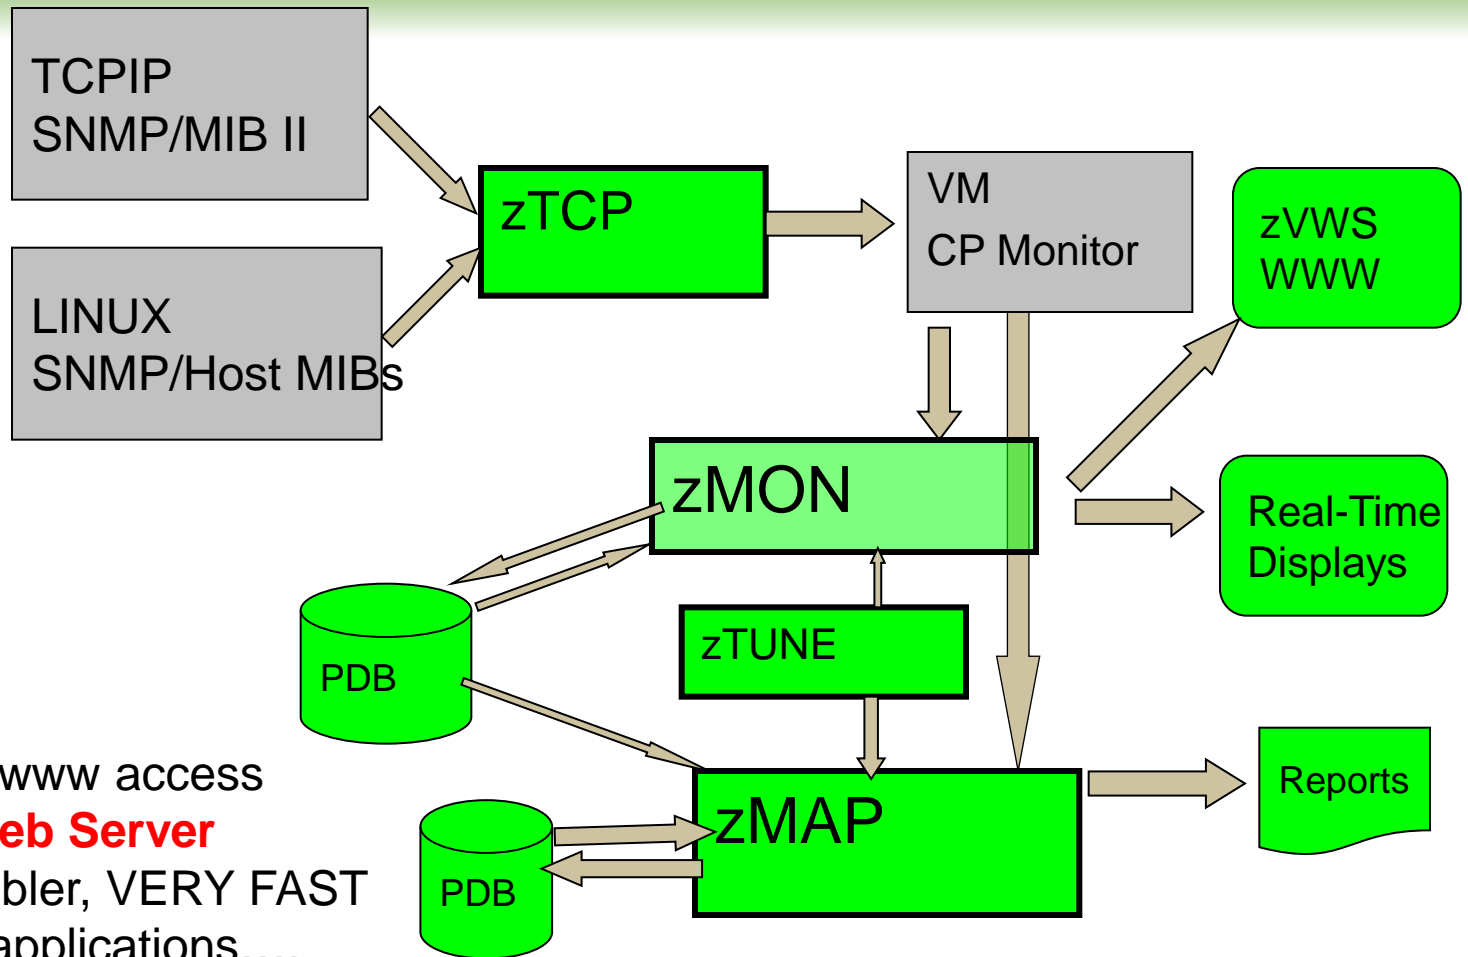 TCPIP
SNMP/MIB II
LINUX
SNMP/Host MIBs
zTCP
VM
CP Monitor
zVWS
WWW
zMON
Real-Time
Displays
zTUNE
PDB
zMAP
Reports
PDB
www access
eb Server
bler, VERY FAST
applications....